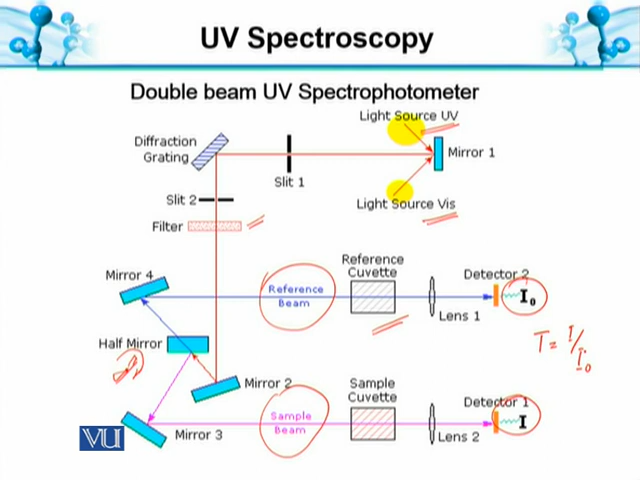 UV Spectroscopy
Double beam UV Spectrophotometer
Light Source UV
Diffraction
Grating
Mirror 1
Slit 1
Slit 2
Light Source Vis
Filter
Reference
Cuvette
Mirror 4
Detector 2
Reference
Beam
I₀
Lens 1
Half Mirror
T = I/I₀
Mirror 2
Sample
Cuvette
Detector 1
Sample
Beam
I
Mirror 3
Lens 2
VU